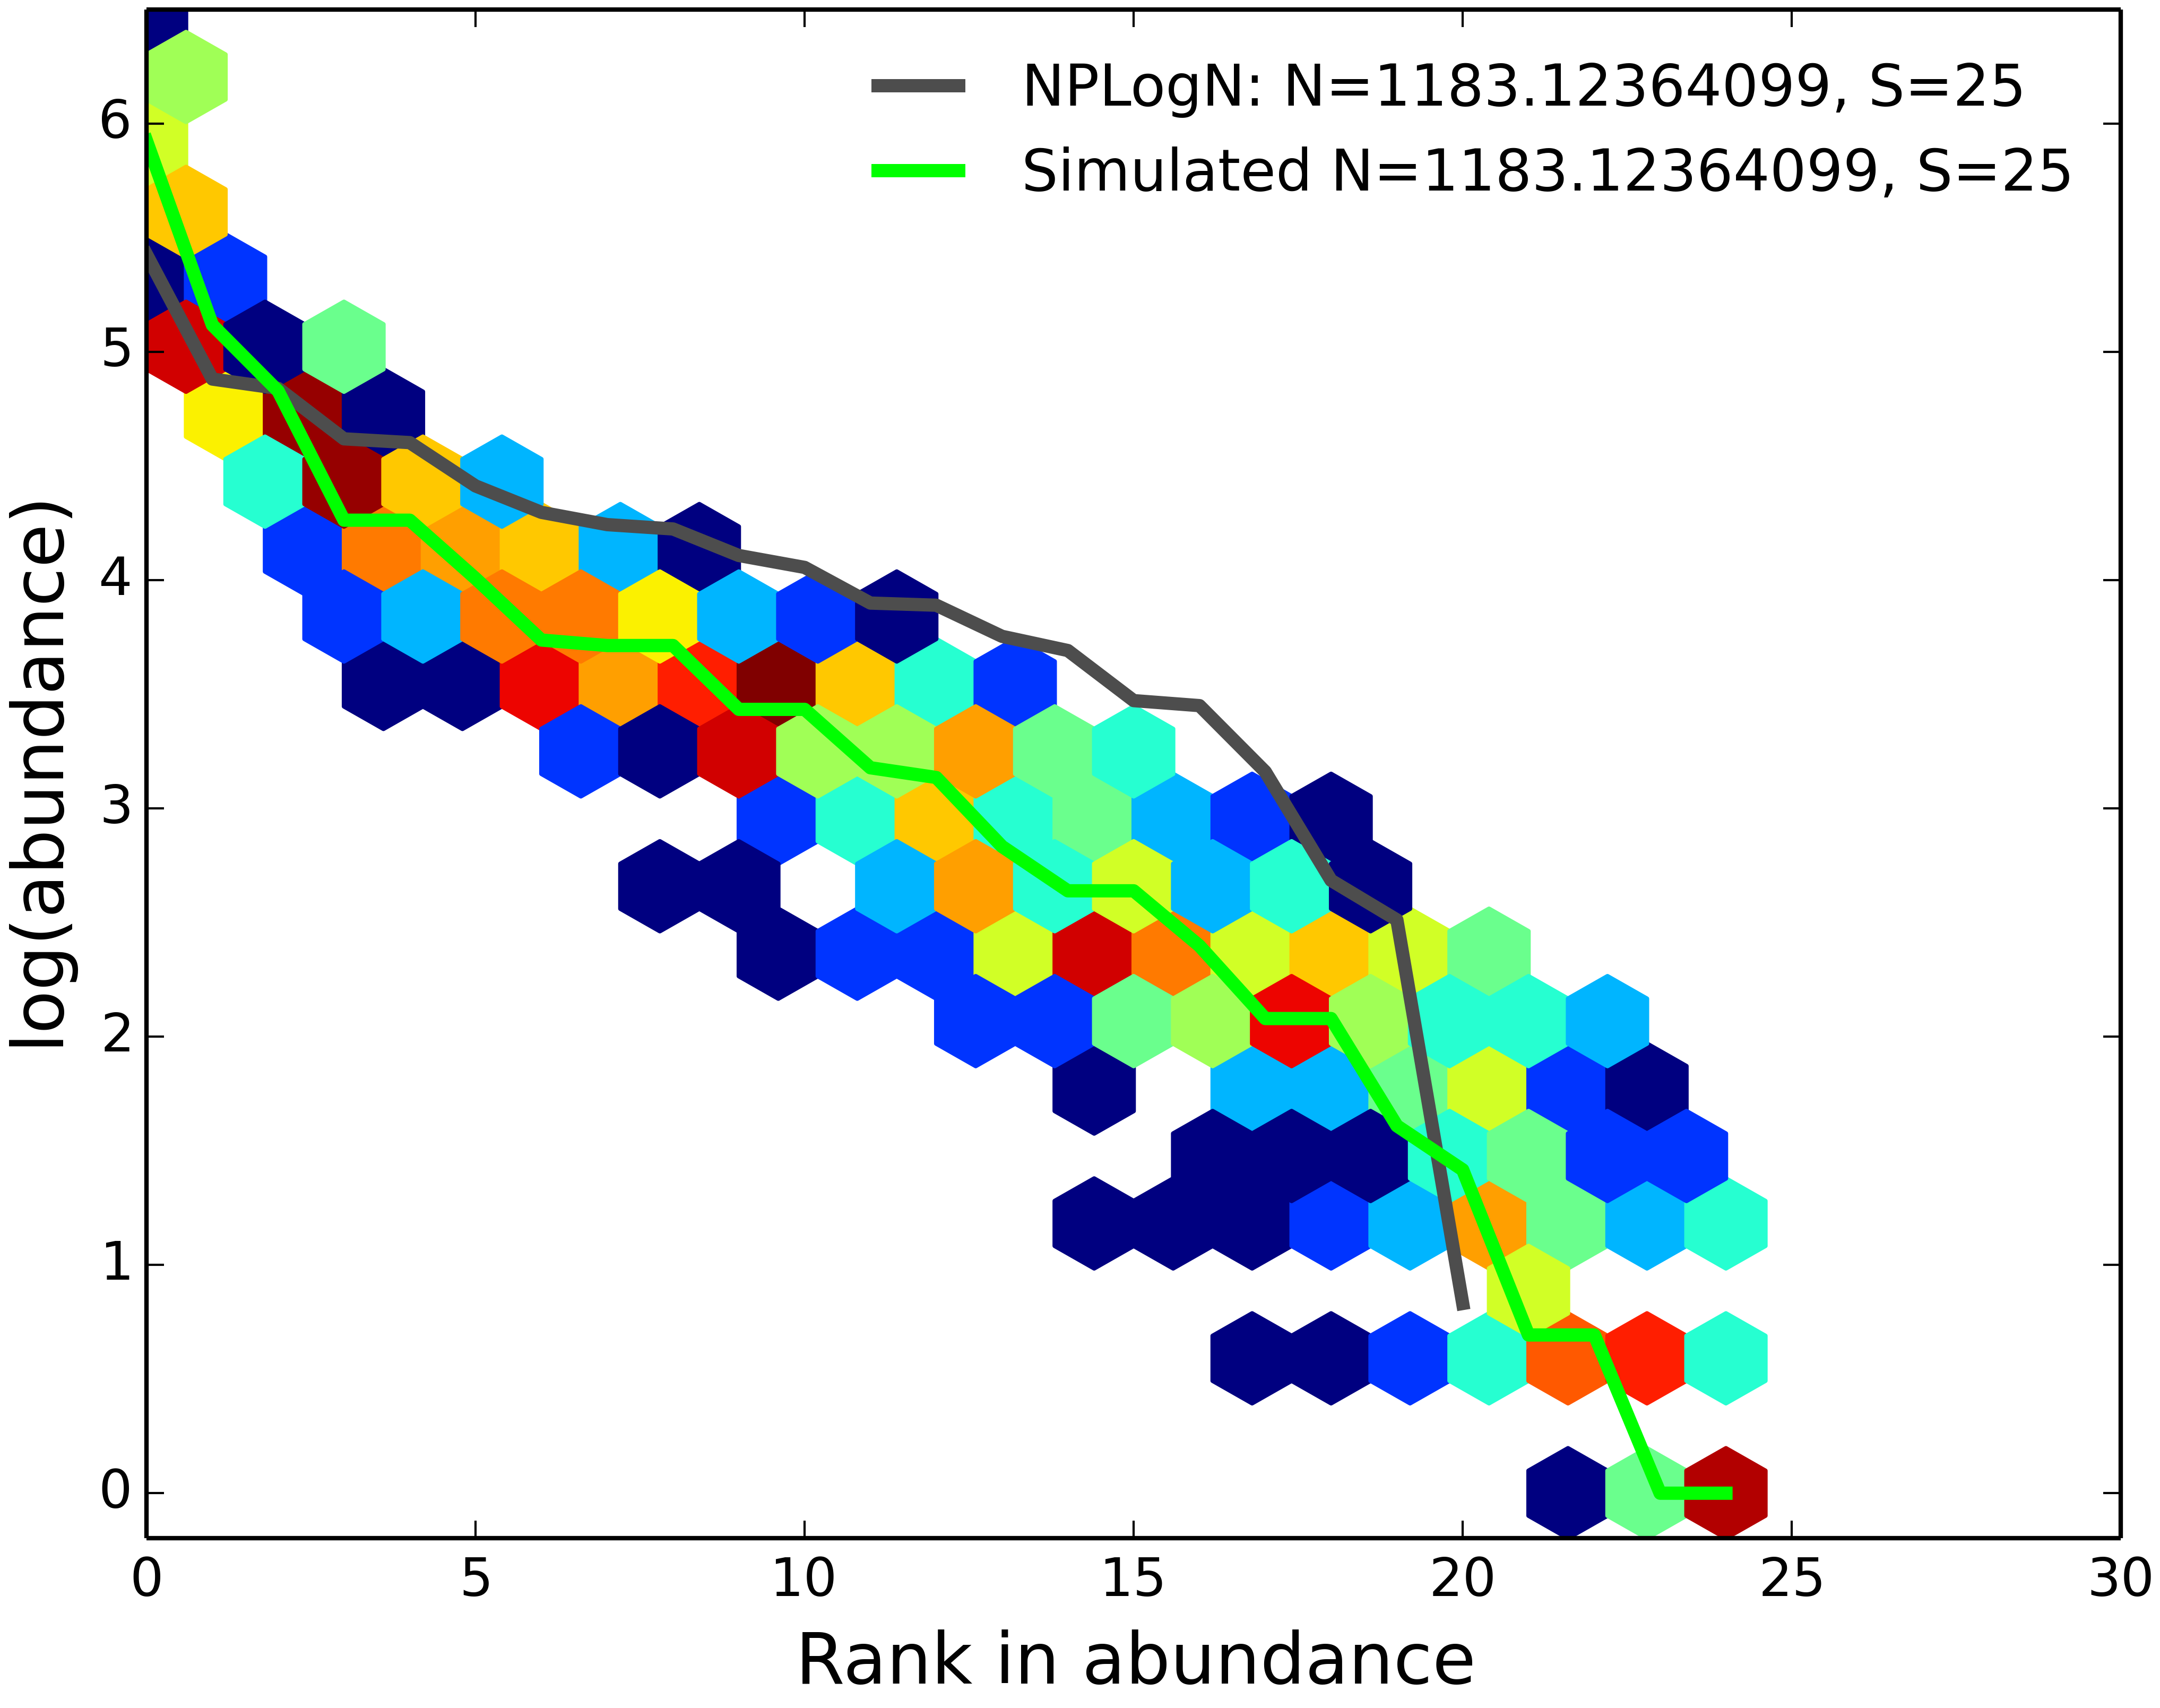 NPLogN: N=1183.12364099, S=25
Simulated N=1183.12364099, S=25
6
5
4
3
2
1
0
log(abundance)
0 5 10 15 20 25 30
Rank in abundance